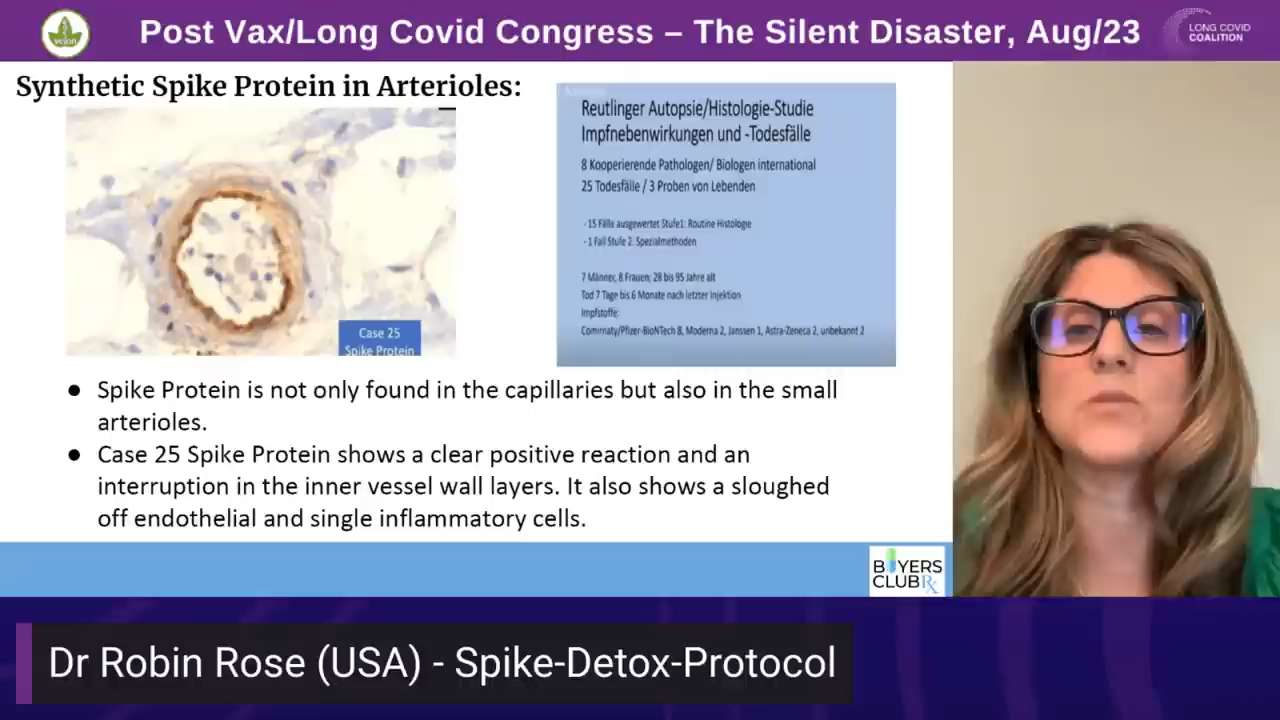 Post Vax/Long Covid Congress – The Silent Disaster, Aug/23
vejon
LONG COVID
COALITION
Synthetic Spike Protein in Arterioles:
Case 25
Spike Protein
Reutlinger Autopsie/Histologie-Studie
Impfnebenwirkungen und -Todesfälle
8 Kooperierende Pathologen/ Biologen international
25 Todesfälle / 3 Proben von Lebenden
- 15 Fälle ausgewertet Stufe1: Routine Histologie
- 1 Fall Stufe 2. Spezialmethoden
7 Männer, 8 Frauen; 28 bis 95 Jahre alt
Tod 7 Tage bis 6 Monate nach letzter Injektion
Impfstoffe:
Comirnaty/Pfizer-BioNTech 8, Moderna 2, Janssen 1, Astra-Zeneca 2, unbekannt 2
● Spike Protein is not only found in the capillaries but also in the small
arterioles.
● Case 25 Spike Protein shows a clear positive reaction and an
interruption in the inner vessel wall layers. It also shows a sloughed
off endothelial and single inflammatory cells.
BUYERS
CLUB Rx
Dr Robin Rose (USA) - Spike-Detox-Protocol